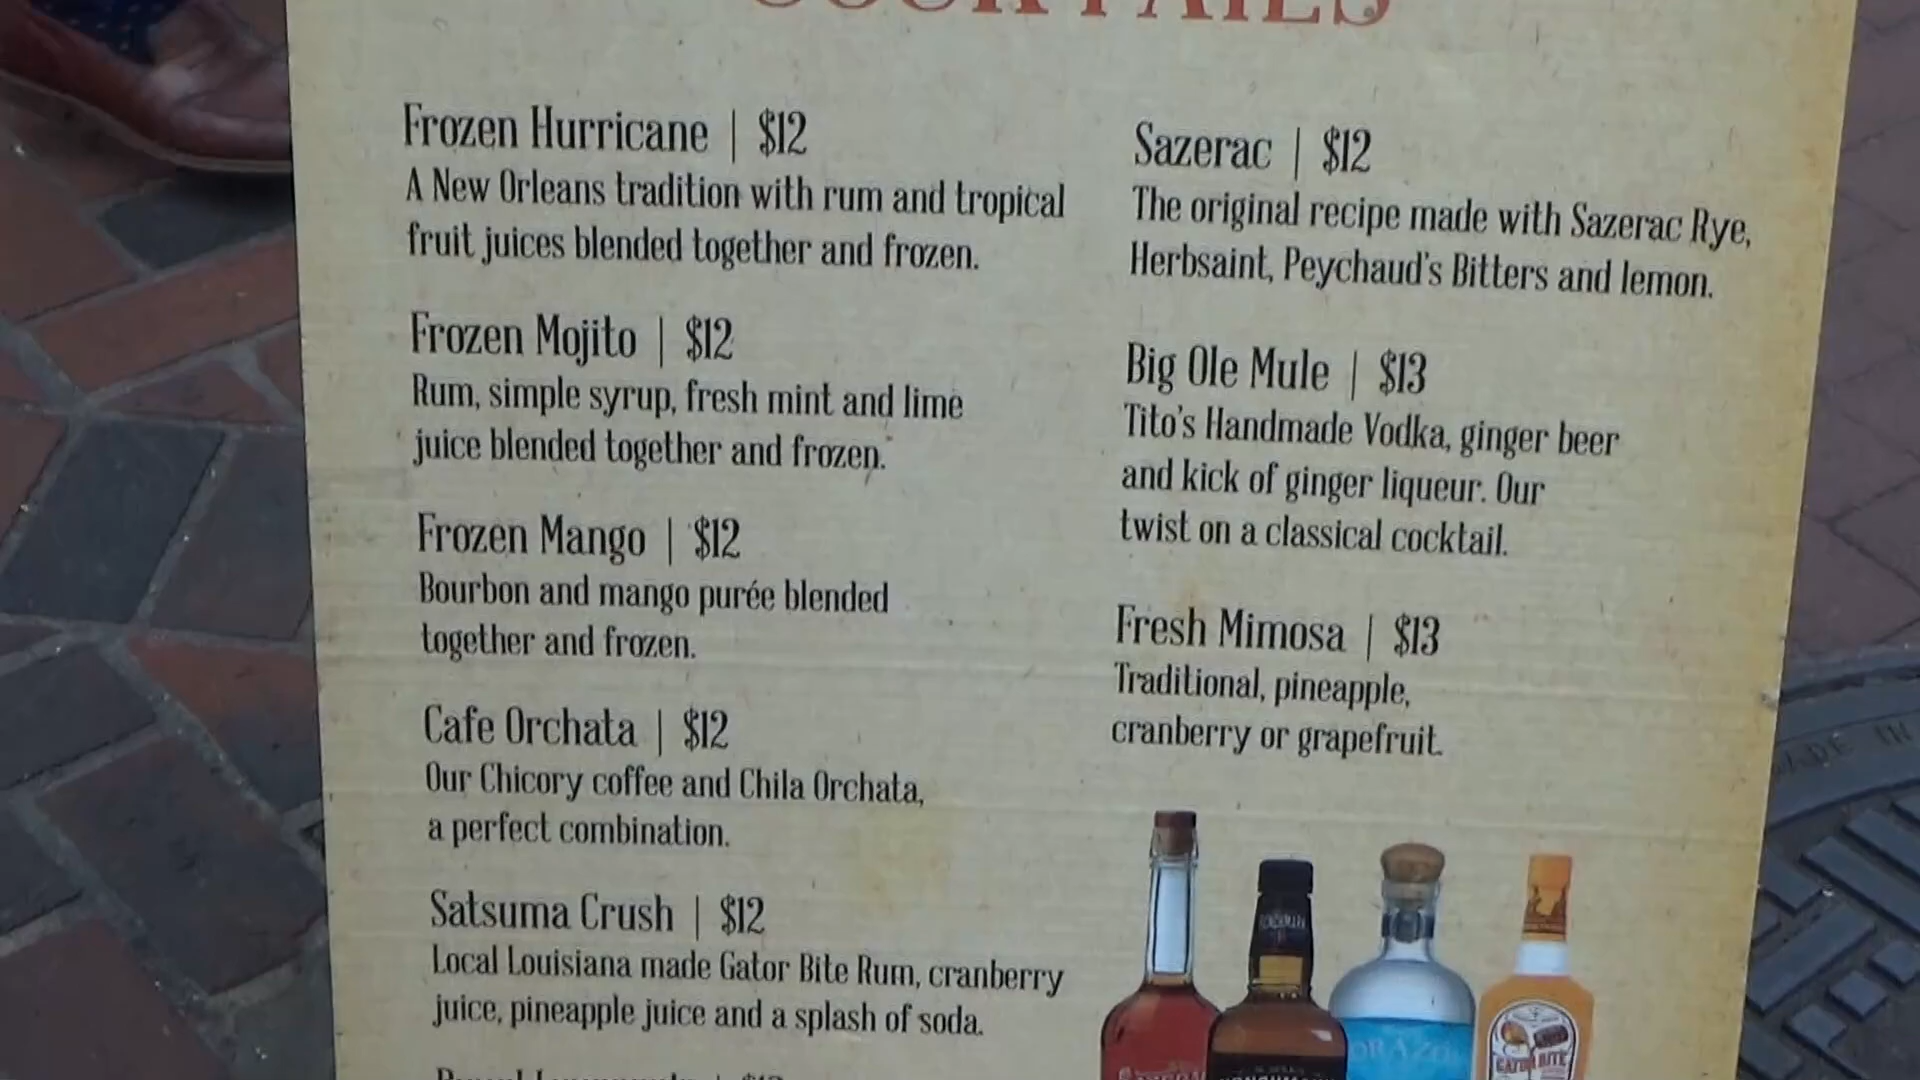 COCKTAILS
Frozen Hurricane | $12
A New Orleans tradition with rum and tropical
fruit juices blended together and frozen.
Frozen Mojito | $12
Rum, simple syrup, fresh mint and lime
juice blended together and frozen.
Frozen Mango | $12
Bourbon and mango purée blended
together and frozen.
Cafe Orchata | $12
Our Chicory coffee and Chila Orchata,
a perfect combination.
Satsuma Crush | $12
Local Louisiana made Gator Bite Rum, cranberry
juice, pineapple juice and a splash of soda.
Sazerac | $12
The original recipe made with Sazerac Rye,
Herbsaint, Peychaud's Bitters and lemon.
Big Ole Mule | $13
Tito's Handmade Vodka, ginger beer
and kick of ginger liqueur. Our
twist on a classical cocktail.
Fresh Mimosa | $13
Traditional, pineapple,
cranberry or grapefruit.
GATOR BITE
MADE IN